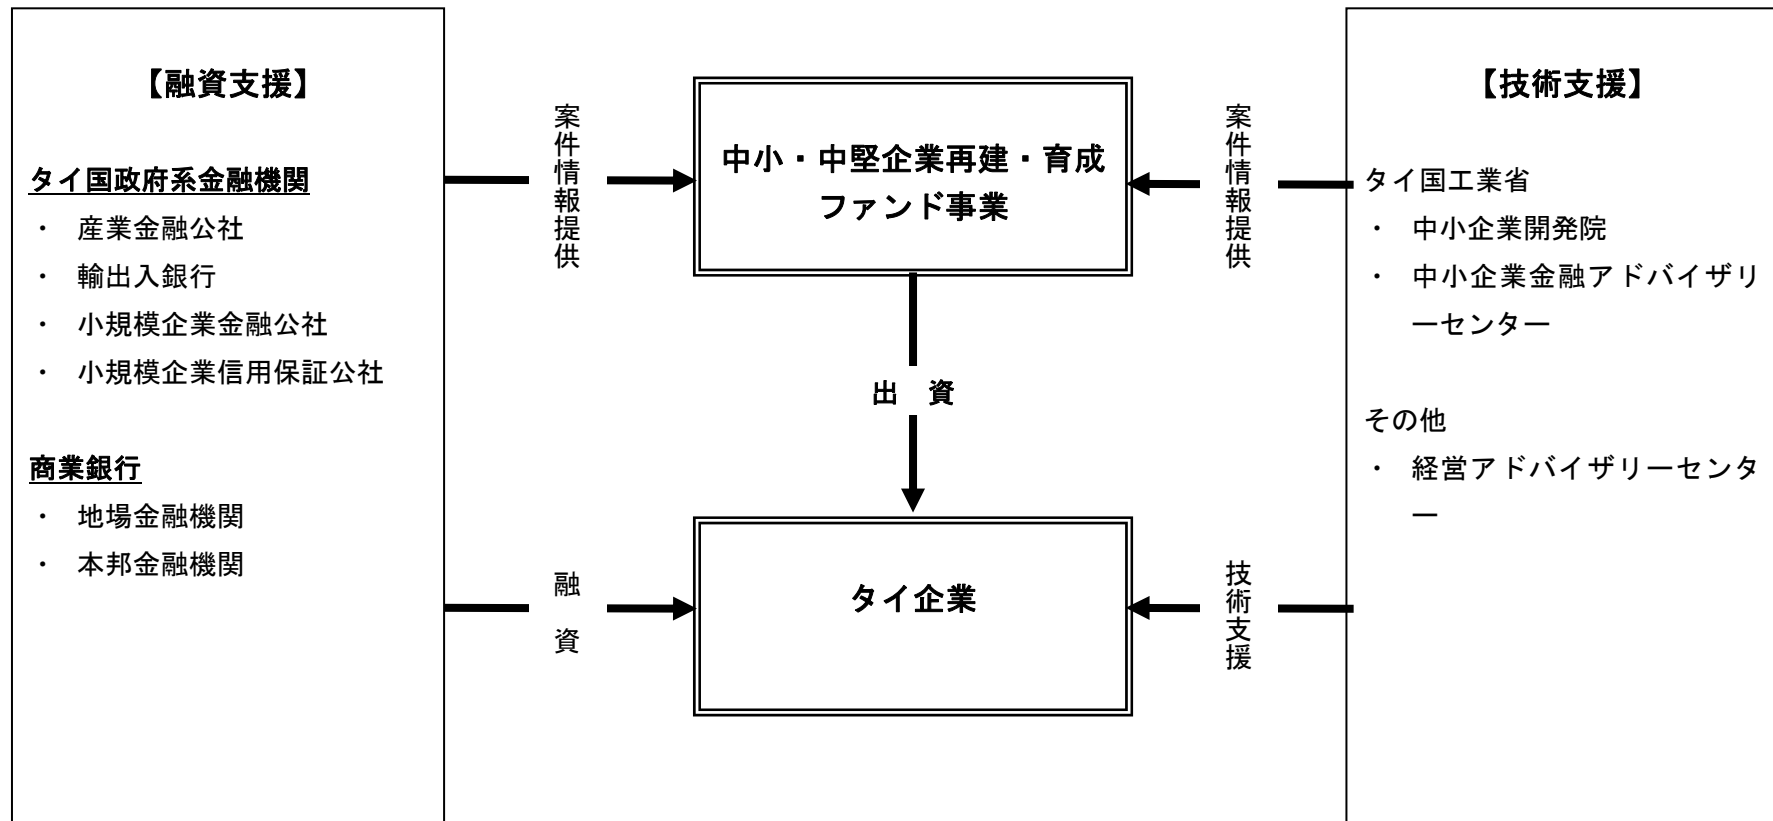 【融資支援】
タイ国政府系金融機関
・ 産業金融公社
・ 輸出入銀行
・ 小規模企業金融公社
・ 小規模企業信用保証公社
商業銀行
・ 地場金融機関
・ 本邦金融機関
案件情報提供
融資
中小・中堅企業再建・育成
ファンド事業
出 資
タイ企業
案件情報提供
技術支援
【技術支援】
タイ国工業省
・ 中小企業開発院
・ 中小企業金融アドバイザリ
ーセンター
その他
・ 経営アドバイザリーセンタ
ー